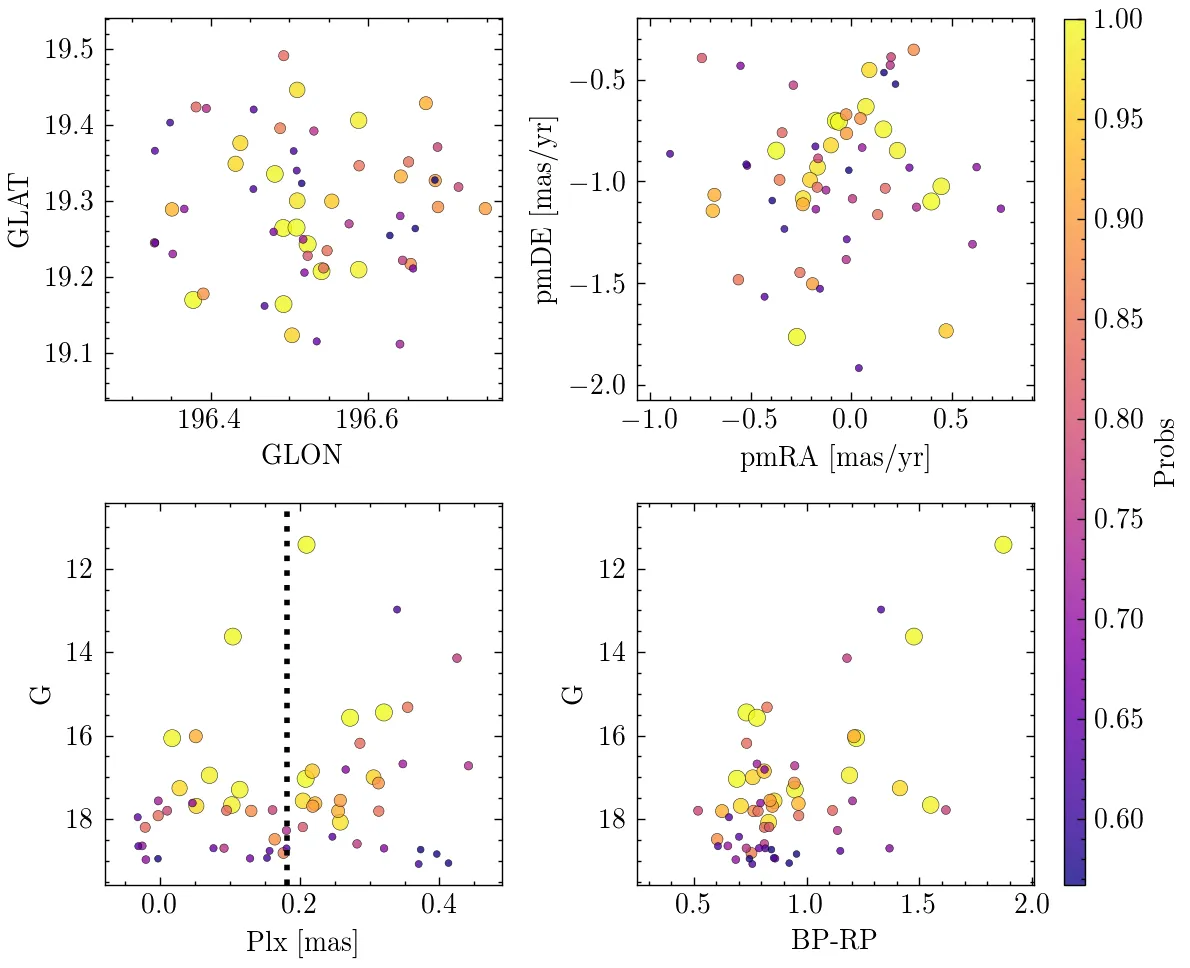 19.5
19.4
19.3
19.2
19.1
GLAT
196.4 196.6
GLON
−0.5
−1.0
−1.5
−2.0
pmDE [mas/yr]
−1.0 −0.5 0.0 0.5
pmRA [mas/yr]
12
14
16
18
G
0.0 0.2 0.4
Plx [mas]
12
14
16
18
G
0.5 1.0 1.5 2.0
BP-RP
1.00
0.95
0.90
0.85
0.80
0.75
0.70
0.65
0.60
Probs